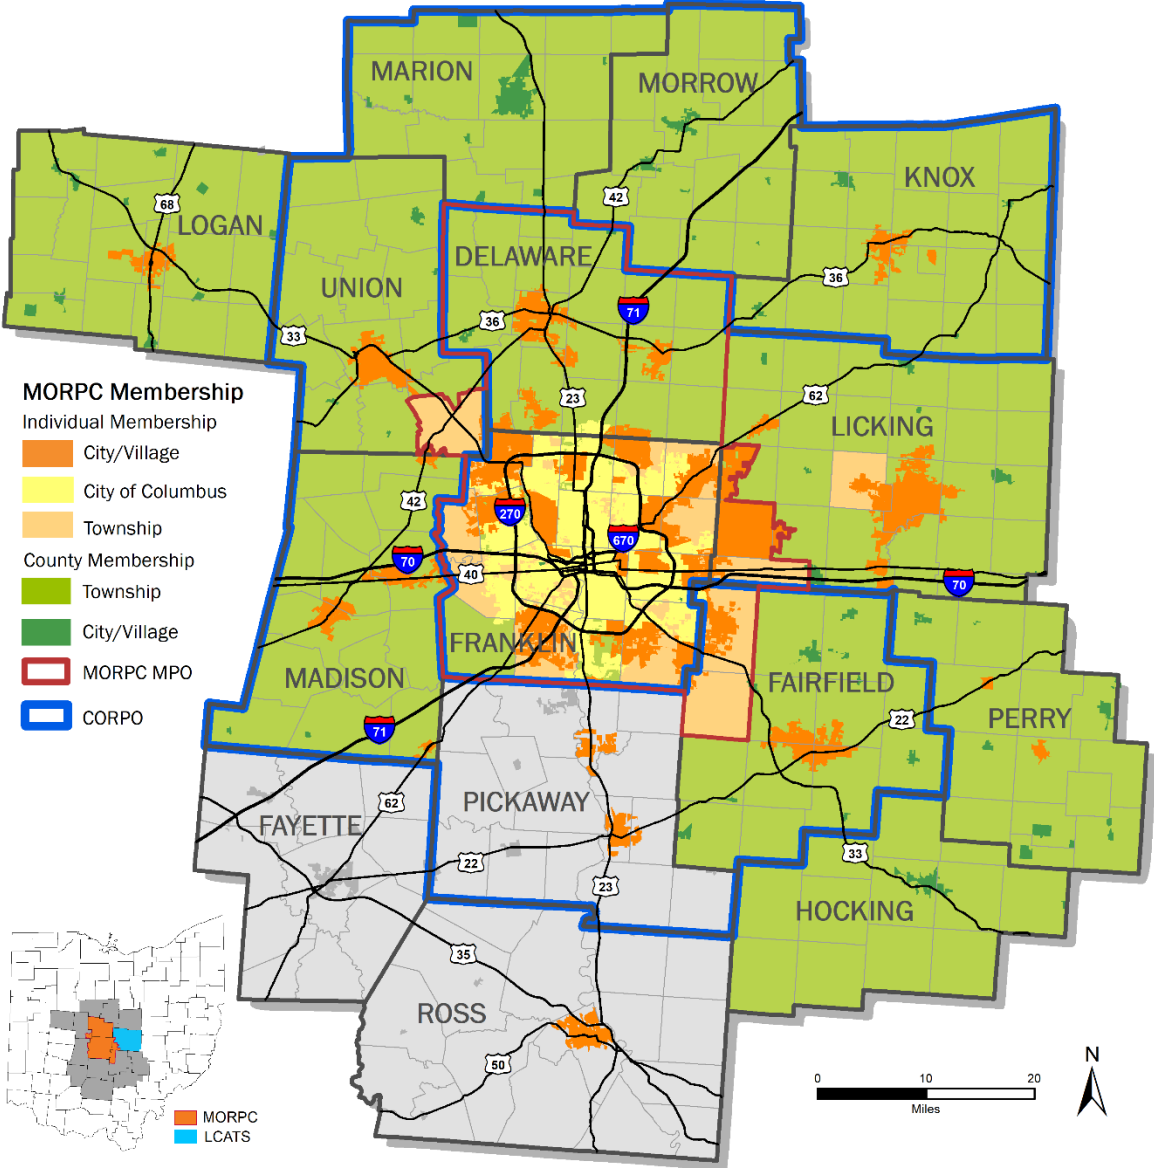 MARION
MORROW
KNOX
42
68
LOGAN
DELAWARE
UNION
36
71
36
33
23
62
LICKING
MORPC Membership
Individual Membership
City/Village
City of Columbus
Township
County Membership
Township
City/Village
MORPC MPO
CORPO
42
270
670
70
40
70
FRANKLIN
MADISON
FAIRFIELD
PERRY
22
71
62
PICKAWAY
FAYETTE
22
33
23
HOCKING
35
ROSS
50
N
0 10 20
Miles
MORPC
LCATS